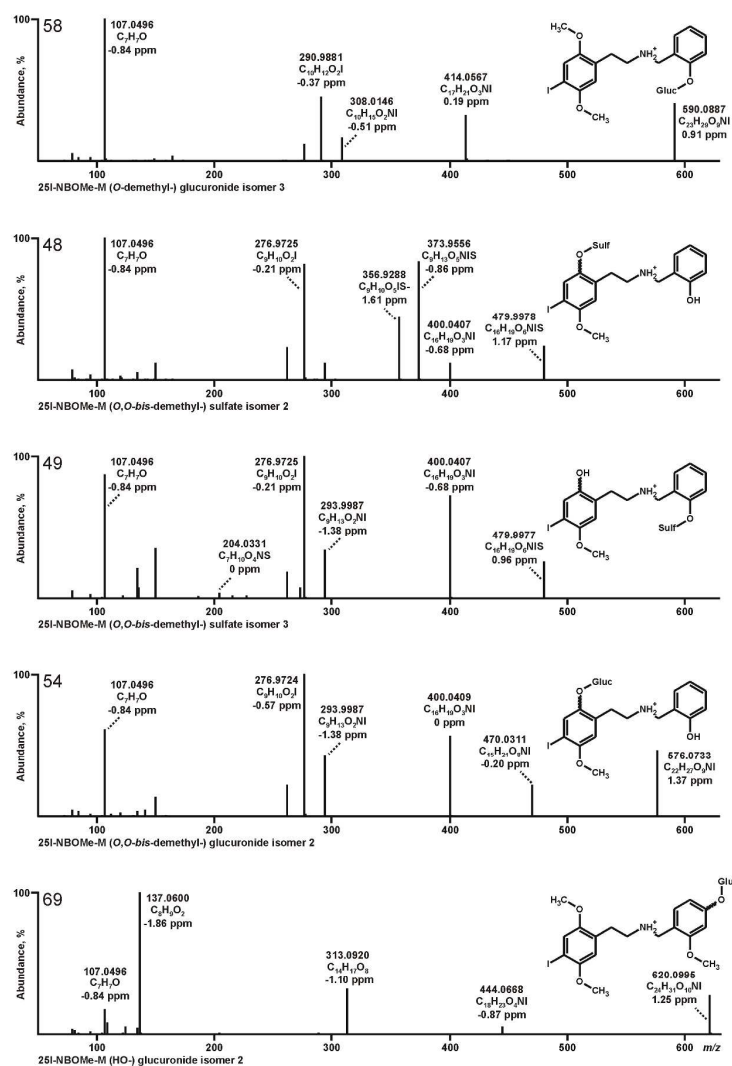 Abundance, %
100
58
107.0496
C7H7O
-0.84 ppm
290.9881
C10H12O2I
-0.37 ppm
308.0146
C10H15O2NI
-0.51 ppm
414.0567
C17H21O3NI
0.19 ppm
H3C
O
NH2+
I
O
CH3
Gluc
O
590.0887
C23H29O9NI
0.91 ppm
100 200 300 400 500 600
25I-NBOMe-M (O-demethyl-) glucuronide isomer 3
Abundance, %
100
48
107.0496
C7H7O
-0.84 ppm
276.9725
C9H10O2I
-0.21 ppm
356.9288
C9H10O5IS-
1.61 ppm
373.9556
C9H13O5NIS
-0.86 ppm
400.0407
C16H19O3NI
-0.68 ppm
479.9978
C16H19O6NIS
1.17 ppm
Sulf
O
NH2+
OH
I
O
CH3
100 200 300 400 500 600
25I-NBOMe-M (O,O-bis-demethyl-) sulfate isomer 2
Abundance, %
100
49
107.0496
C7H7O
-0.84 ppm
204.0331
C7H10O4NS
0 ppm
276.9725
C9H10O2I
-0.21 ppm
293.9987
C9H13O2NI
-1.38 ppm
400.0407
C16H19O3NI
-0.68 ppm
479.9977
C16H19O6NIS
0.96 ppm
OH
NH2+
I
O
CH3
Sulf
O
100 200 300 400 500 600
25I-NBOMe-M (O,O-bis-demethyl-) sulfate isomer 3
Abundance, %
100
54
107.0496
C7H7O
-0.84 ppm
276.9724
C9H10O2I
-0.57 ppm
293.9987
C9H13O2NI
-1.38 ppm
400.0409
C16H19O3NI
0 ppm
470.0311
C15H21O8NI
-0.20 ppm
Gluc
O
NH2+
OH
I
O
CH3
576.0733
C22H27O9NI
1.37 ppm
100 200 300 400 500 600
25I-NBOMe-M (O,O-bis-demethyl-) glucuronide isomer 2
Abundance, %
100
69
107.0496
C7H7O
-0.84 ppm
137.0600
C8H9O2
-1.86 ppm
313.0920
C14H17O8
-1.10 ppm
444.0668
C18H23O4NI
-0.87 ppm
H3C
O
NH2+
O
I
O
CH3
O
CH3
620.0995
C24H31O10NI
1.25 ppm
100 200 300 400 500 600 m/z
25I-NBOMe-M (HO-) glucuronide isomer 2